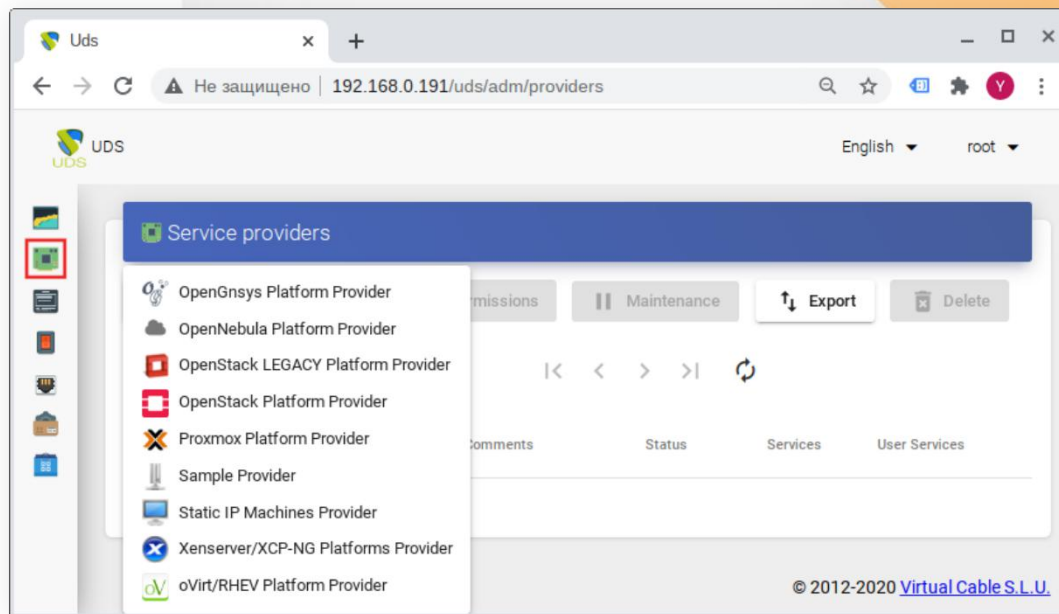 Uds
Не защищено | 192.168.0.191/uds/adm/providers
Y
UDS
UDS
English
root
Service providers
OpenGnsys Platform Provider
OpenNebula Platform Provider
OpenStack LEGACY Platform Provider
OpenStack Platform Provider
Proxmox Platform Provider
Sample Provider
Static IP Machines Provider
Xenserver/XCP-NG Platforms Provider
oVirt/RHEV Platform Provider
rmissions
Maintenance
Export
Delete
Comments
Status
Services
User Services
© 2012-2020 Virtual Cable S.L.U.